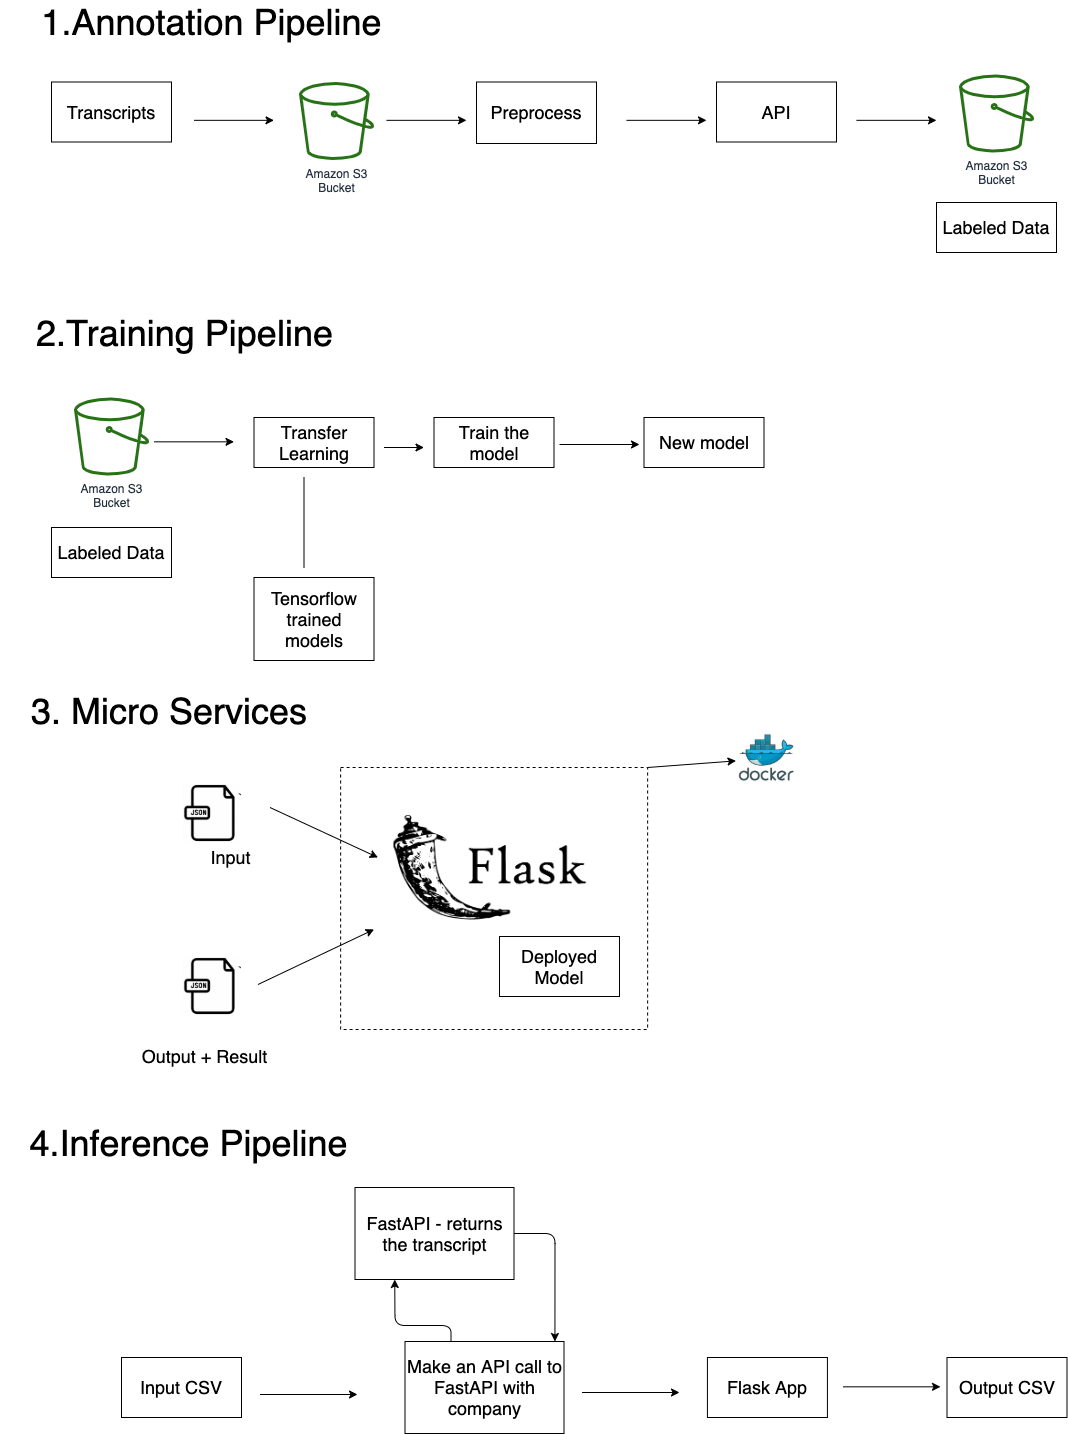 1.Annotation Pipeline
Transcripts
Amazon S3
Bucket
Preprocess
API
Amazon S3
Bucket
Labeled Data
2.Training Pipeline
Amazon S3
Bucket
Labeled Data
Transfer
Learning
Train the
model
New model
Tensorflow
trained
models
3. Micro Services
JSON
Input
JSON
Output + Result
Flask
Deployed
Model
docker
4.Inference Pipeline
FastAPI - returns
the transcript
Input CSV
Make an API call to
FastAPI with
company
Flask App
Output CSV